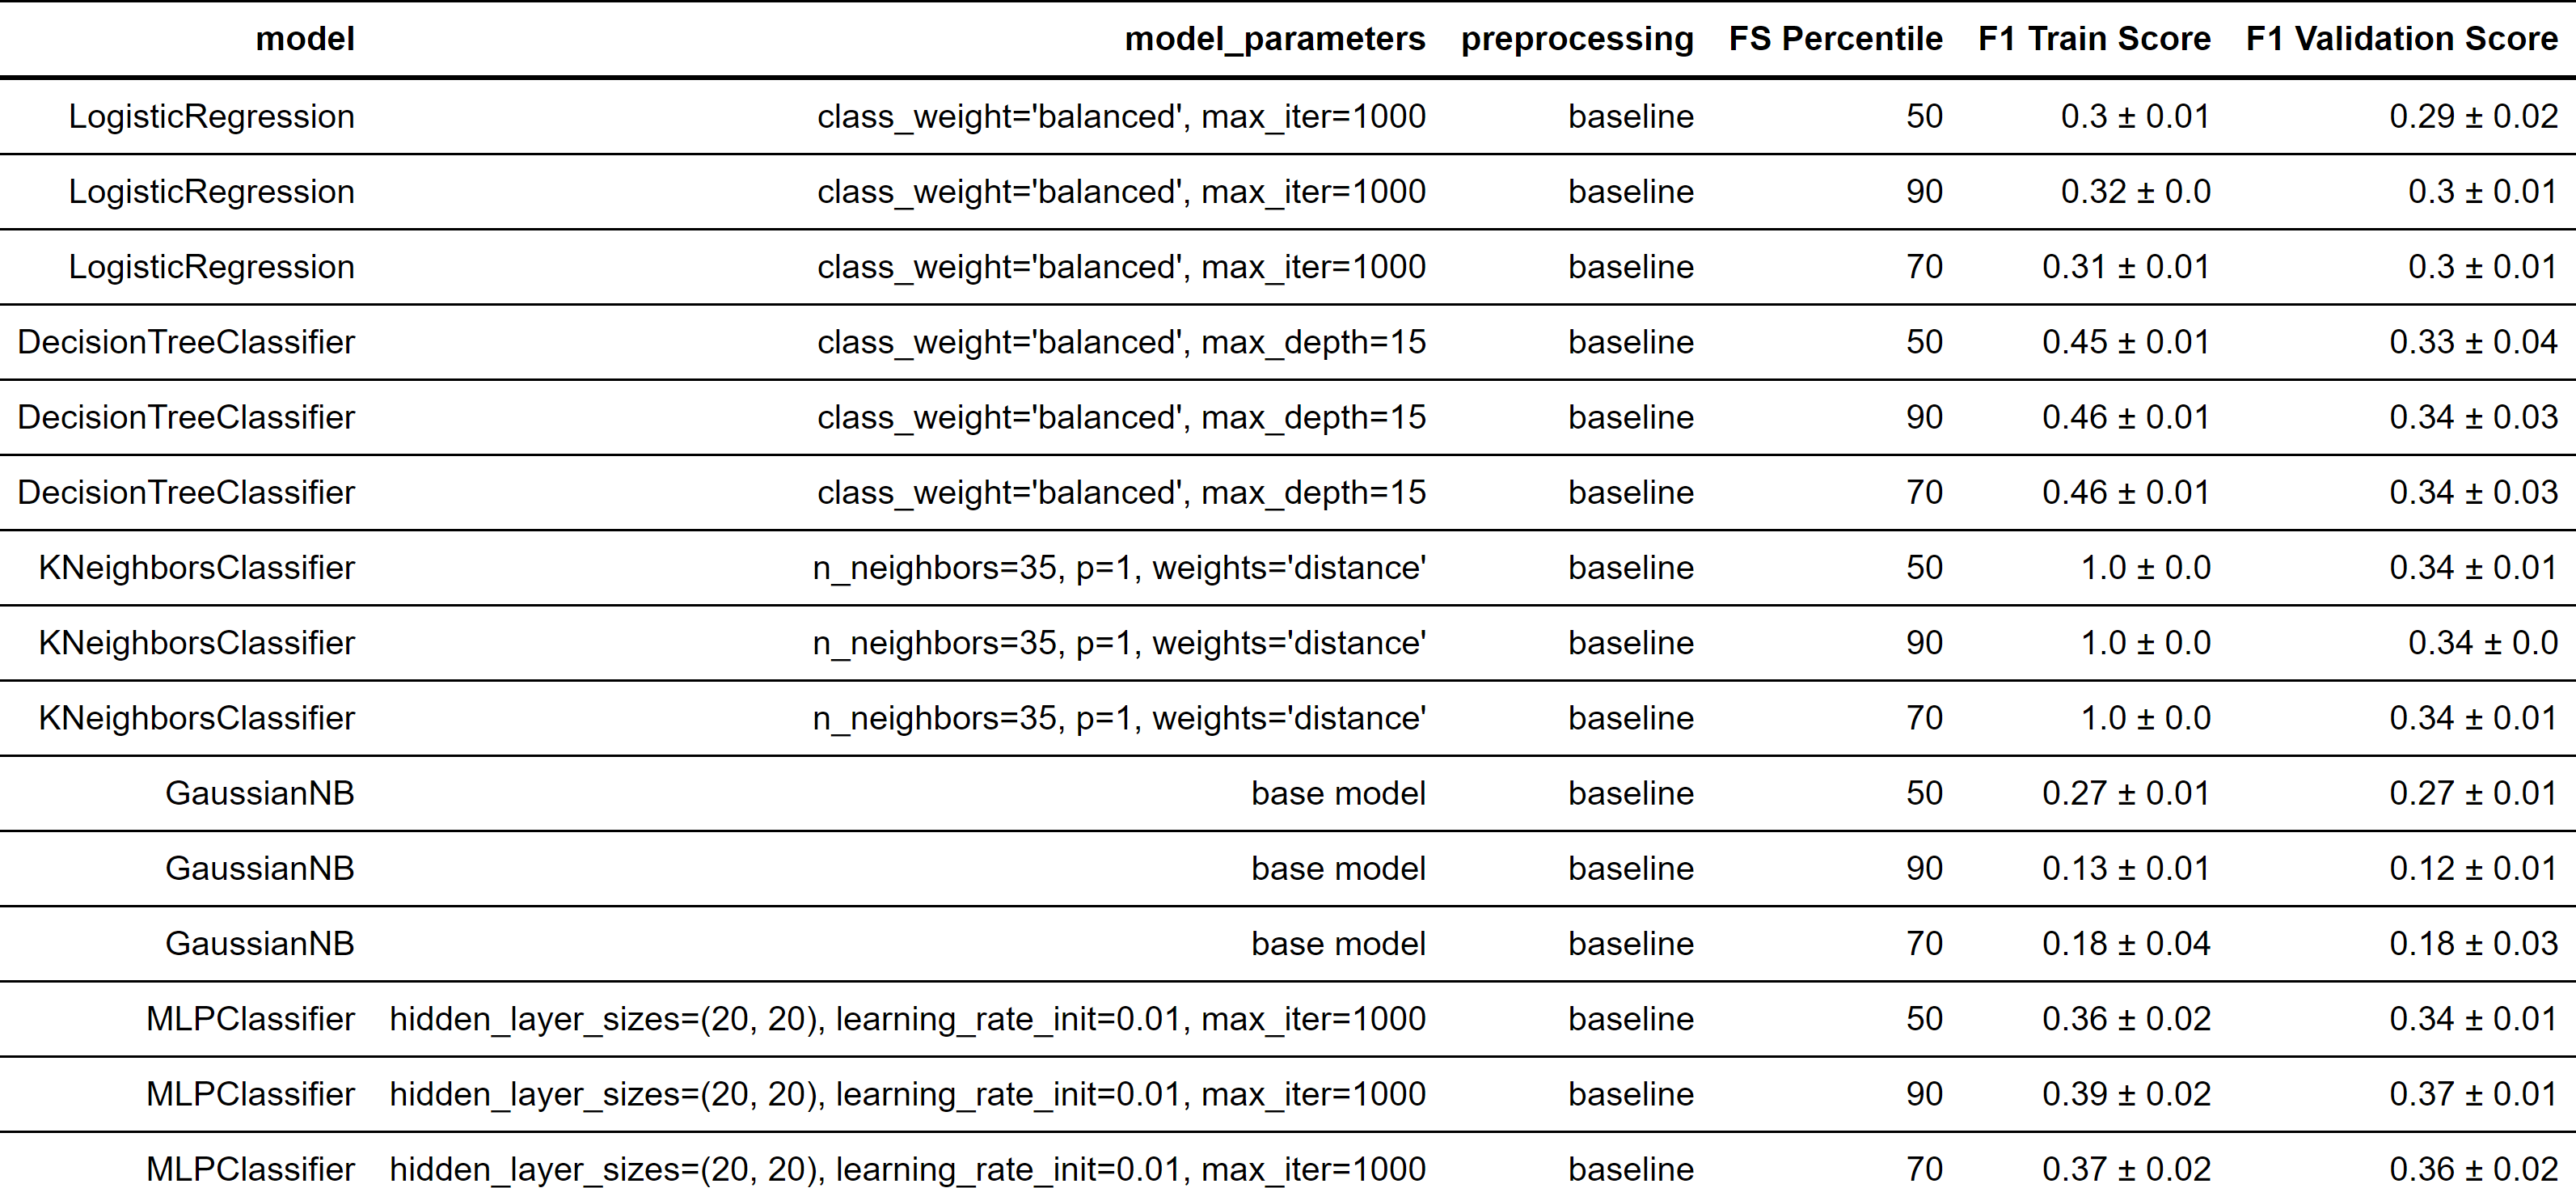 model model_parameters preprocessing FS Percentile F1 Train Score F1 Validation Score
LogisticRegression class_weight='balanced', max_iter=1000 baseline 50 0.3 ± 0.01 0.29 ± 0.02
LogisticRegression class_weight='balanced', max_iter=1000 baseline 90 0.32 ± 0.0 0.3 ± 0.01
LogisticRegression class_weight='balanced', max_iter=1000 baseline 70 0.31 ± 0.01 0.3 ± 0.01
DecisionTreeClassifier class_weight='balanced', max_depth=15 baseline 50 0.45 ± 0.01 0.33 ± 0.04
DecisionTreeClassifier class_weight='balanced', max_depth=15 baseline 90 0.46 ± 0.01 0.34 ± 0.03
DecisionTreeClassifier class_weight='balanced', max_depth=15 baseline 70 0.46 ± 0.01 0.34 ± 0.03
KNeighborsClassifier n_neighbors=35, p=1, weights='distance' baseline 50 1.0 ± 0.0 0.34 ± 0.01
KNeighborsClassifier n_neighbors=35, p=1, weights='distance' baseline 90 1.0 ± 0.0 0.34 ± 0.0
KNeighborsClassifier n_neighbors=35, p=1, weights='distance' baseline 70 1.0 ± 0.0 0.34 ± 0.01
GaussianNB base model baseline 50 0.27 ± 0.01 0.27 ± 0.01
GaussianNB base model baseline 90 0.13 ± 0.01 0.12 ± 0.01
GaussianNB base model baseline 70 0.18 ± 0.04 0.18 ± 0.03
MLPClassifier hidden_layer_sizes=(20, 20), learning_rate_init=0.01, max_iter=1000 baseline 50 0.36 ± 0.02 0.34 ± 0.01
MLPClassifier hidden_layer_sizes=(20, 20), learning_rate_init=0.01, max_iter=1000 baseline 90 0.39 ± 0.02 0.37 ± 0.01
MLPClassifier hidden_layer_sizes=(20, 20), learning_rate_init=0.01, max_iter=1000 baseline 70 0.37 ± 0.02 0.36 ± 0.02